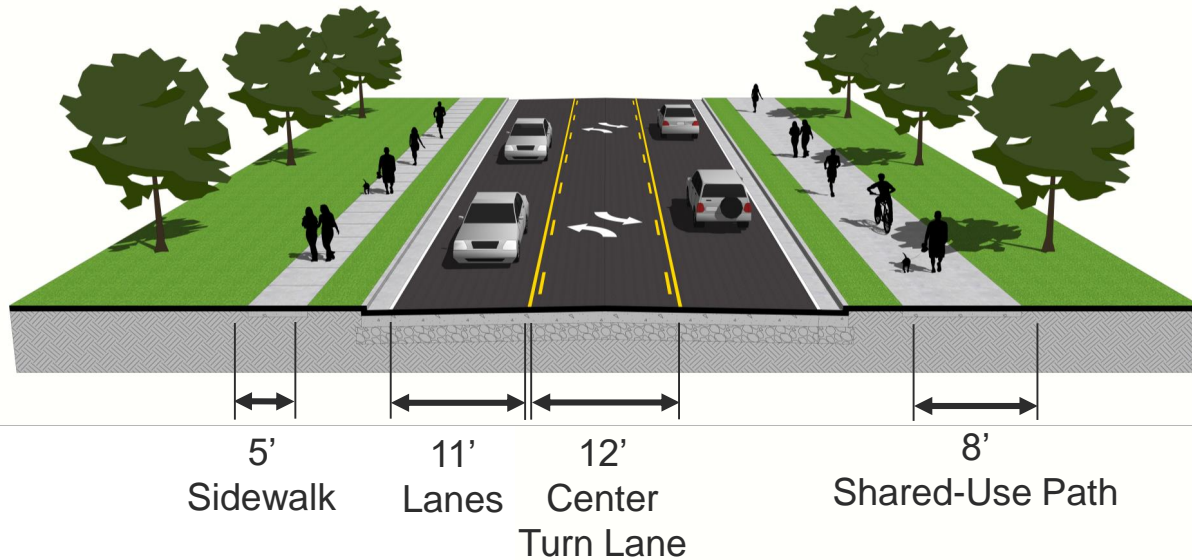 5’
Sidewalk
11’
Lanes
12’
Center
Turn Lane
8’
Shared-Use Path